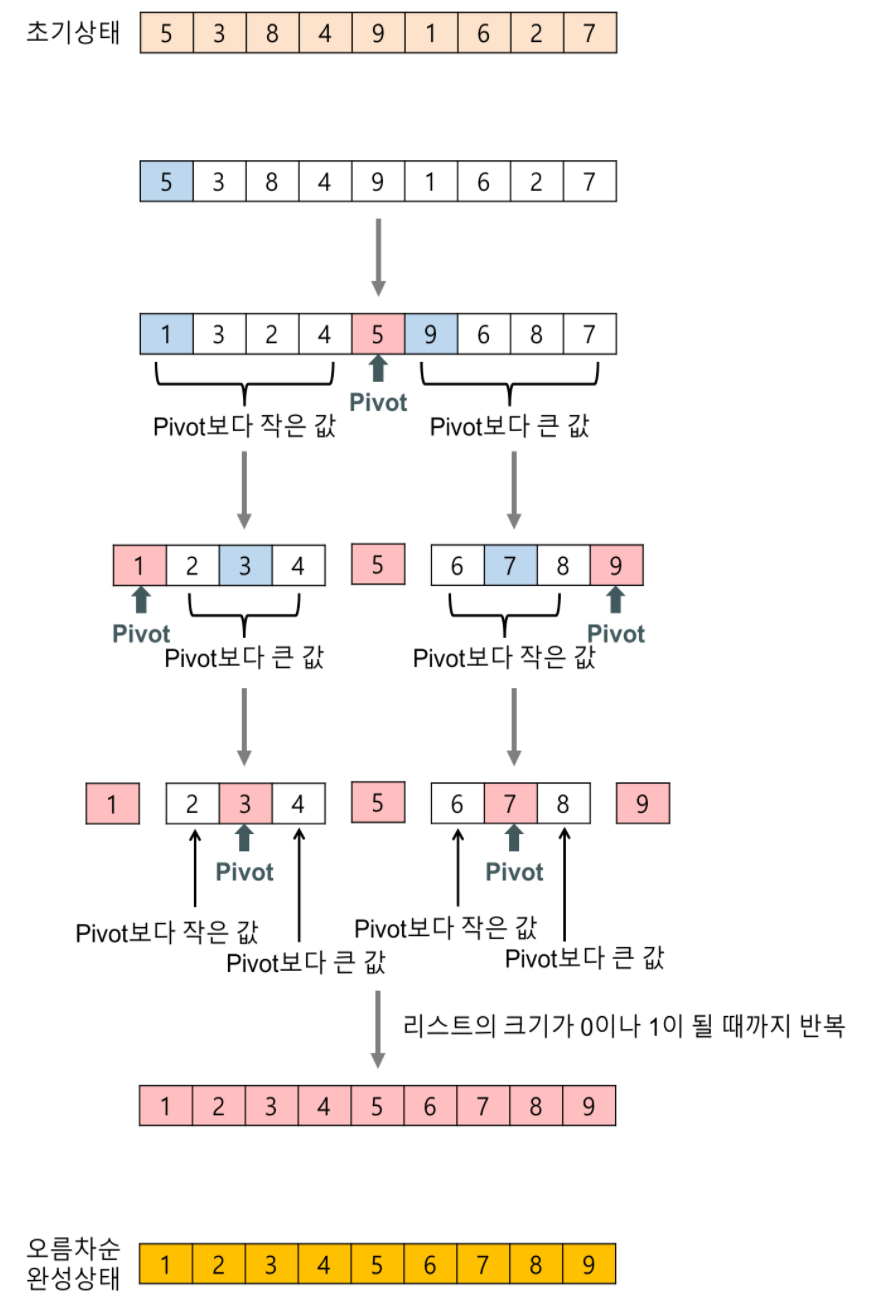 초기상태 5 3 8 4 9 1 6 2 7
5 3 8 4 9 1 6 2 7
1 3 2 4 5 9 6 8 7
Pivot
Pivot보다 작은 값 Pivot보다 큰 값
1 2 3 4 5 6 7 8 9
Pivot Pivot
Pivot보다 큰 값 Pivot보다 작은 값
1 2 3 4 5 6 7 8 9
Pivot Pivot
Pivot보다 작은 값 Pivot보다 작은 값
Pivot보다 큰 값 Pivot보다 큰 값
리스트의 크기가 0이나 1이 될 때까지 반복
1 2 3 4 5 6 7 8 9
오름차순
완성상태 1 2 3 4 5 6 7 8 9